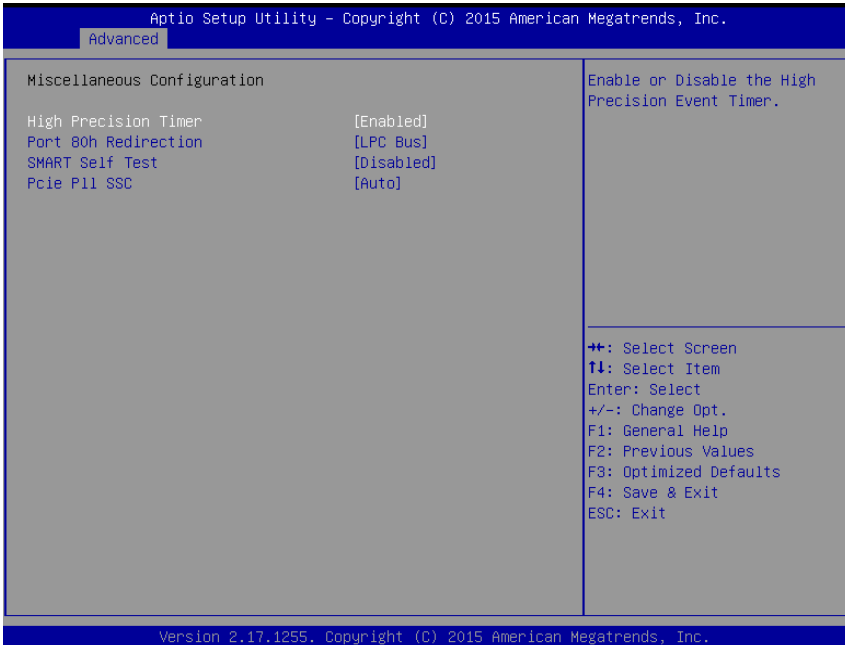 Aptio Setup Utility – Copyright (C) 2015 American Megatrends, Inc.
Advanced
Miscellaneous Configuration
High Precision Timer [Enabled]
Port 80h Redirection [LPC Bus]
SMART Self Test [Disabled]
Pcie Pll SSC [Auto]
Enable or Disable the High
Precision Event Timer.
→←: Select Screen
↑↓: Select Item
Enter: Select
+/-: Change Opt.
F1: General Help
F2: Previous Values
F3: Optimized Defaults
F4: Save & Exit
ESC: Exit
Version 2.17.1255. Copyright (C) 2015 American Megatrends, Inc.